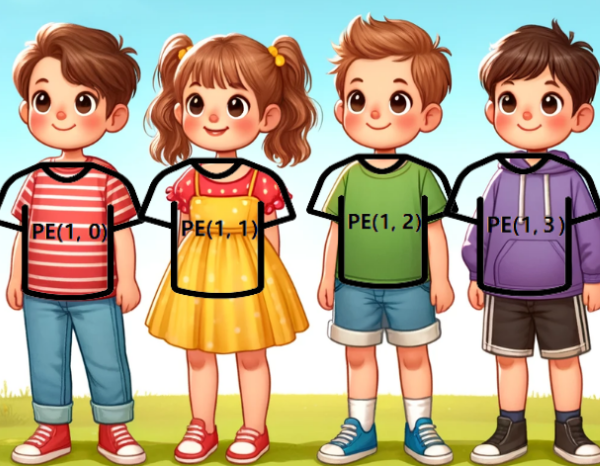 PE(1, 0)
PE(1, 1)
PE(1, 2)
PE(1, 3)